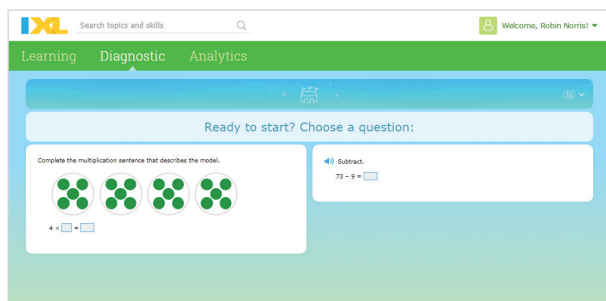 IXL
Search topics and skills
Welcome, Robin Norris!
Learning Diagnostic Analytics
Ready to start? Choose a question:
Complete the multiplication sentence that describes the model.
4 × =
Subtract.
73 − 9 =